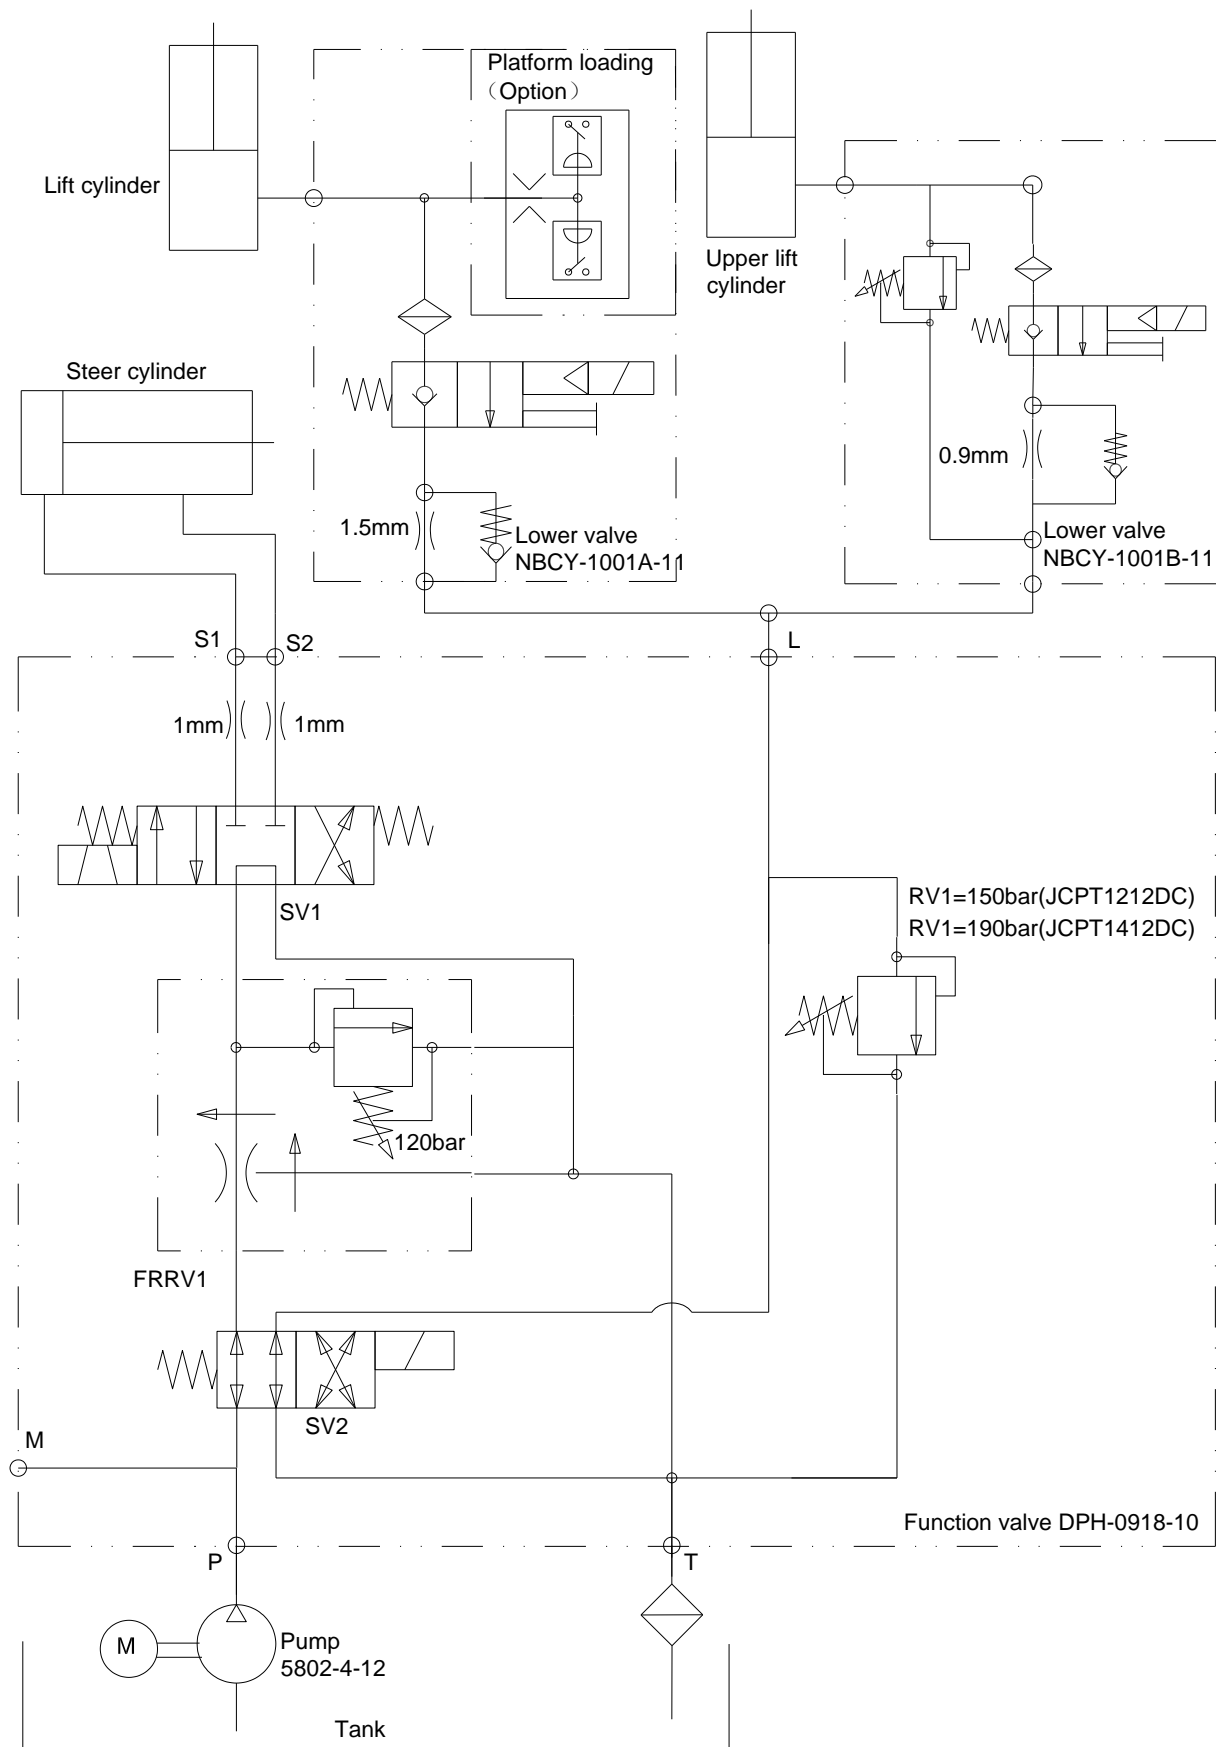 Platform loading
（Option）
Lift cylinder
Upper lift
cylinder
Steer cylinder
0.9mm
1.5mm
Lower valve
NBCY-1001A-11
Lower valve
NBCY-1001B-11
S1
S2
L
1mm
1mm
SV1
RV1=150bar(JCPT1212DC)
RV1=190bar(JCPT1412DC)
120bar
FRRV1
SV2
M
Function valve DPH-0918-10
P
T
M
Pump
5802-4-12
Tank